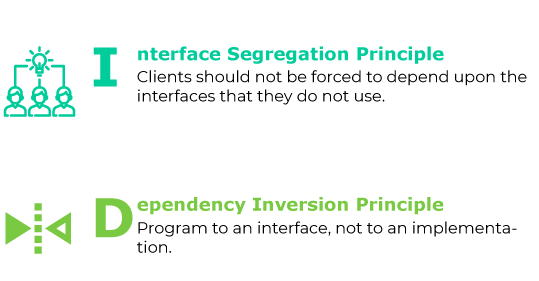 Interface Segregation Principle
Clients should not be forced to depend upon the
interfaces that they do not use.
Dependency Inversion Principle
Program to an interface, not to an implementa-
tion.